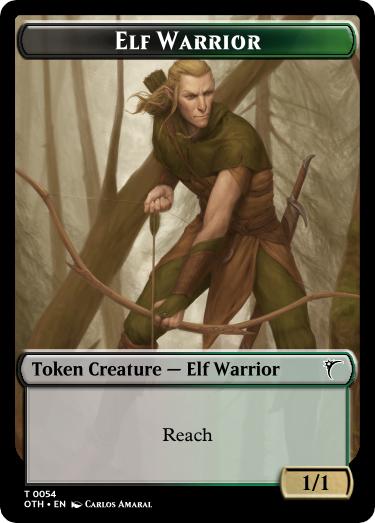 Elf Warrior
Token Creature — Elf Warrior
Reach
1/1
T 0054
OTH • EN Carlos Amaral